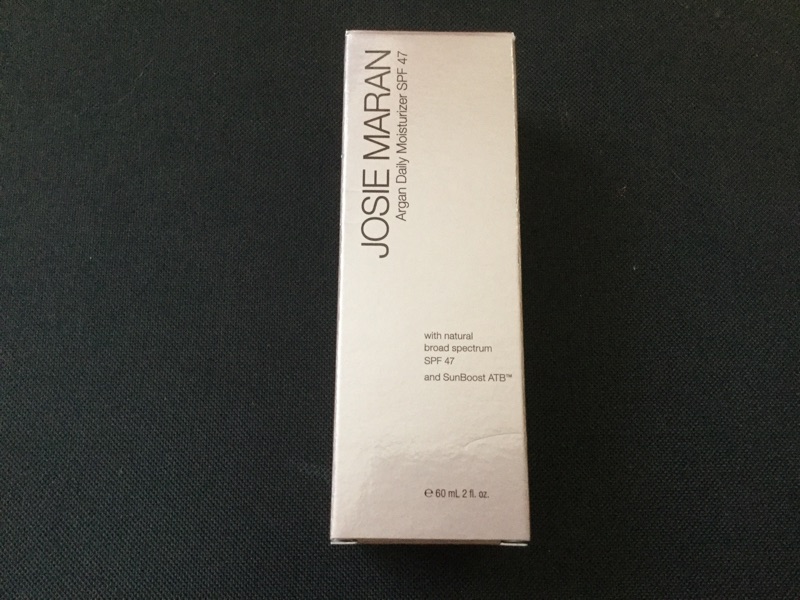 JOSIE MARAN
Argan Daily Moisturizer SPF 47
with natural
broad spectrum
SPF 47
and SunBoost ATB™
℮ 60 mL 2 fl. oz.